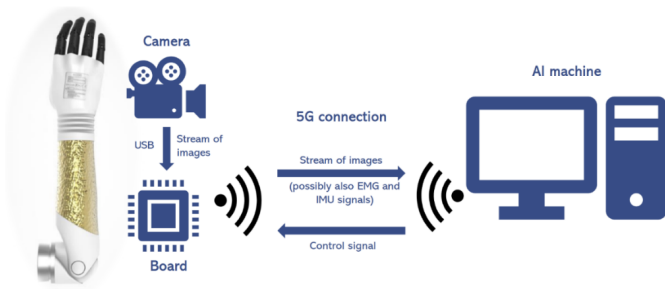 Camera
AI machine
5G connection
USB
Stream of
images
Stream of images
(possibly also EMG and
IMU signals)
Control signal
Board